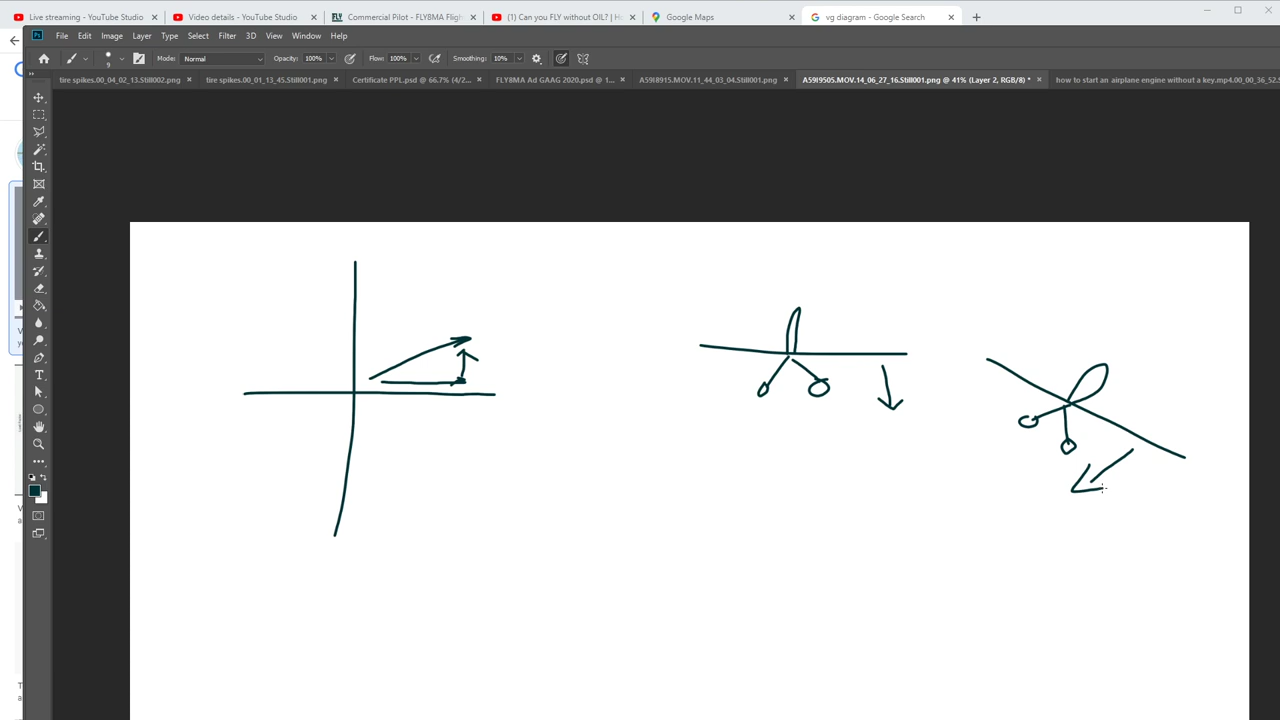 Live streaming - YouTube Studio
Video details - YouTube Studio
Commercial Pilot - FLY8MA Fligh
(1) Can you FLY without OIL? | Ho
Google Maps
vg diagram - Google Search
Ps File Edit Image Layer Type Select Filter 3D View Window Help
9 Mode: Normal Opacity: 100% Flow: 100% Smoothing: 10%
tire spikes.00_04_02_13.Still002.png
tire spikes.00_01_13_45.Still001.png
Certificate PPL.psd @ 66.7% (4/2...
FLY8MA Ad GAAG 2020.psd @ 1...
A59I8915.MOV.11_44_03_04.Still001.png
A59I9505.MOV.14_06_27_16.Still001.png @ 41% (Layer 2, RGB/8) *
how to start an airplane engine without a key.mp4.00_00_36_52.S